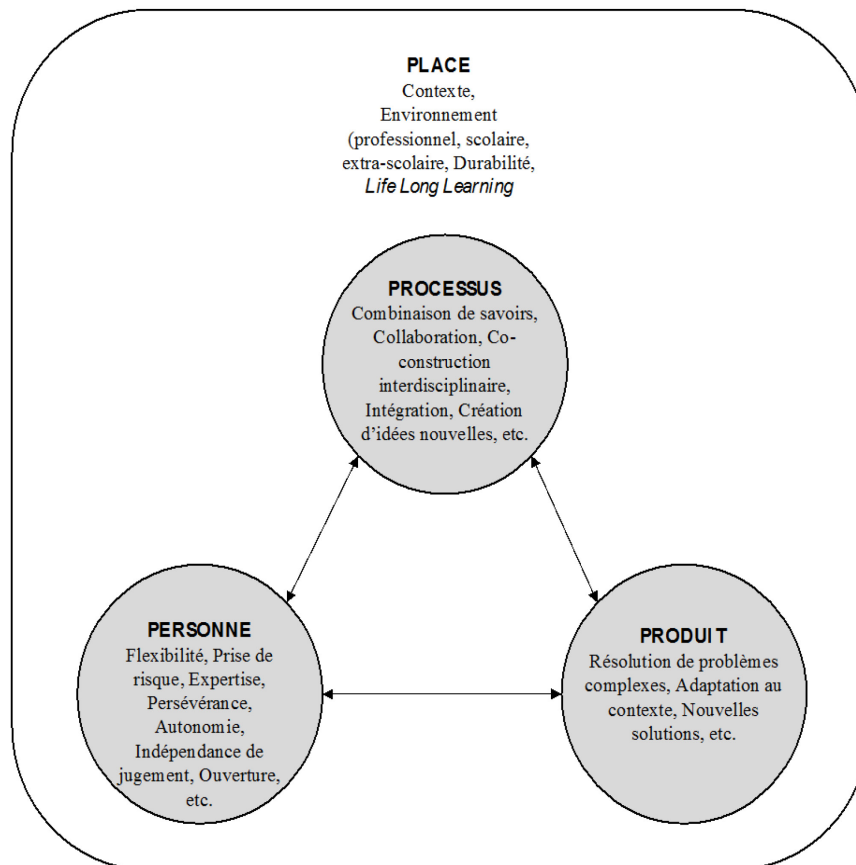 PLACE
Contexte,
Environnement
(professionnel, scolaire,
extra-scolaire, Durabilité,
Life Long Learning
PROCESSUS
Combinaison de savoirs,
Collaboration, Co-
construction
interdisciplinaire,
Intégration, Création
d’idées nouvelles, etc.
PERSONNE
Flexibilité, Prise de
risque, Expertise,
Persévérance,
Autonomie,
Indépendance de
jugement, Ouverture,
etc.
PRODUIT
Résolution de problèmes
complexes, Adaptation au
contexte, Nouvelles
solutions, etc.